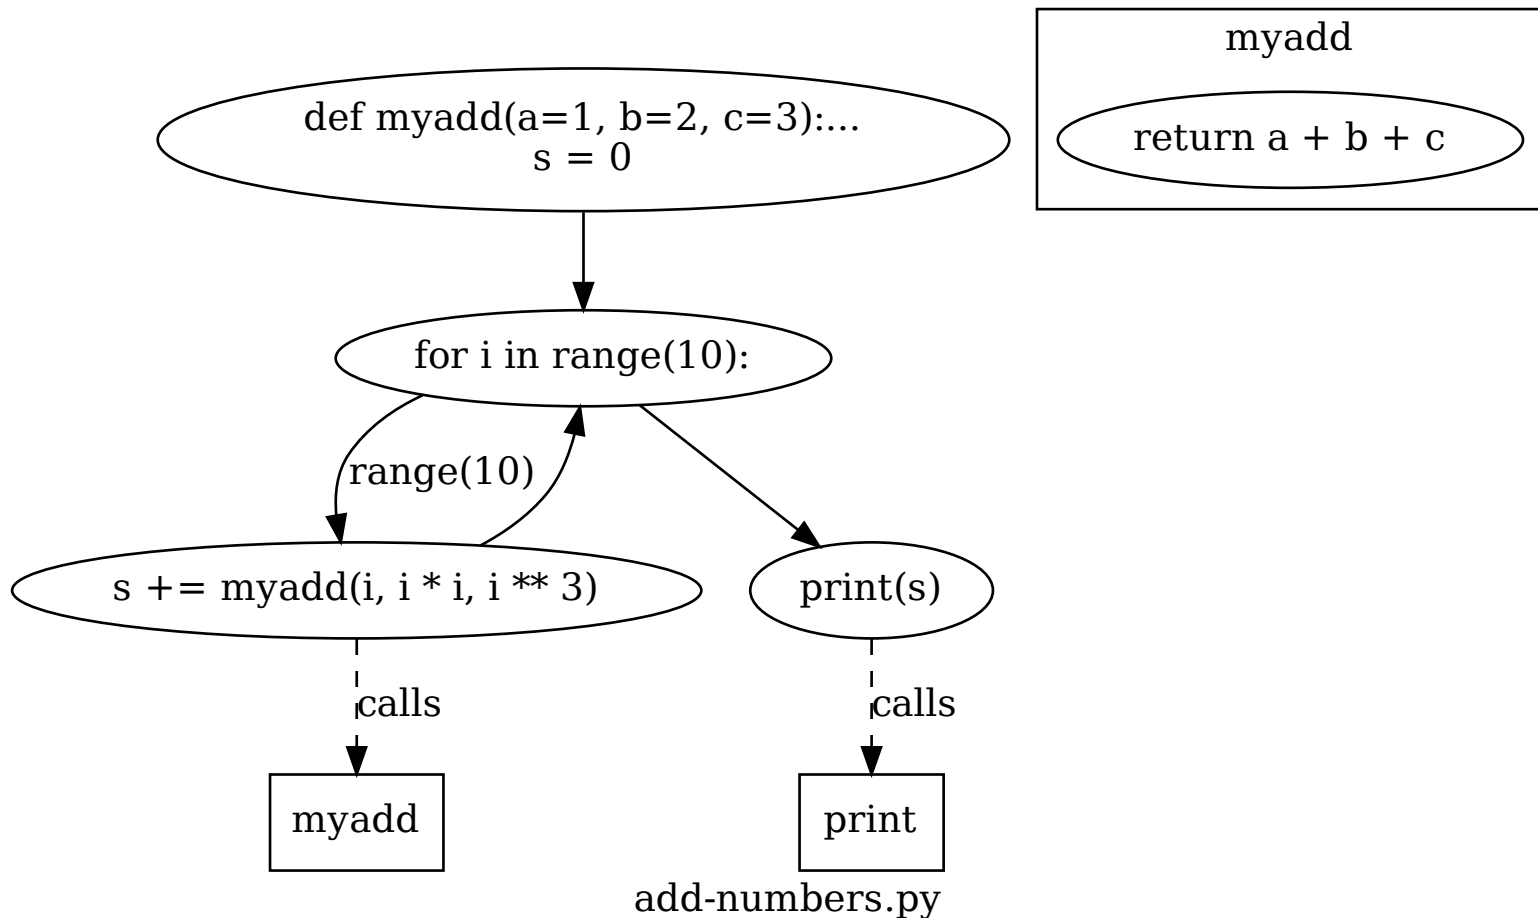 myadd
def myadd(a=1, b=2, c=3):...
s = 0
return a + b + c
for i in range(10):
range(10)
s += myadd(i, i * i, i ** 3)
print(s)
calls
calls
myadd
print
add-numbers.py